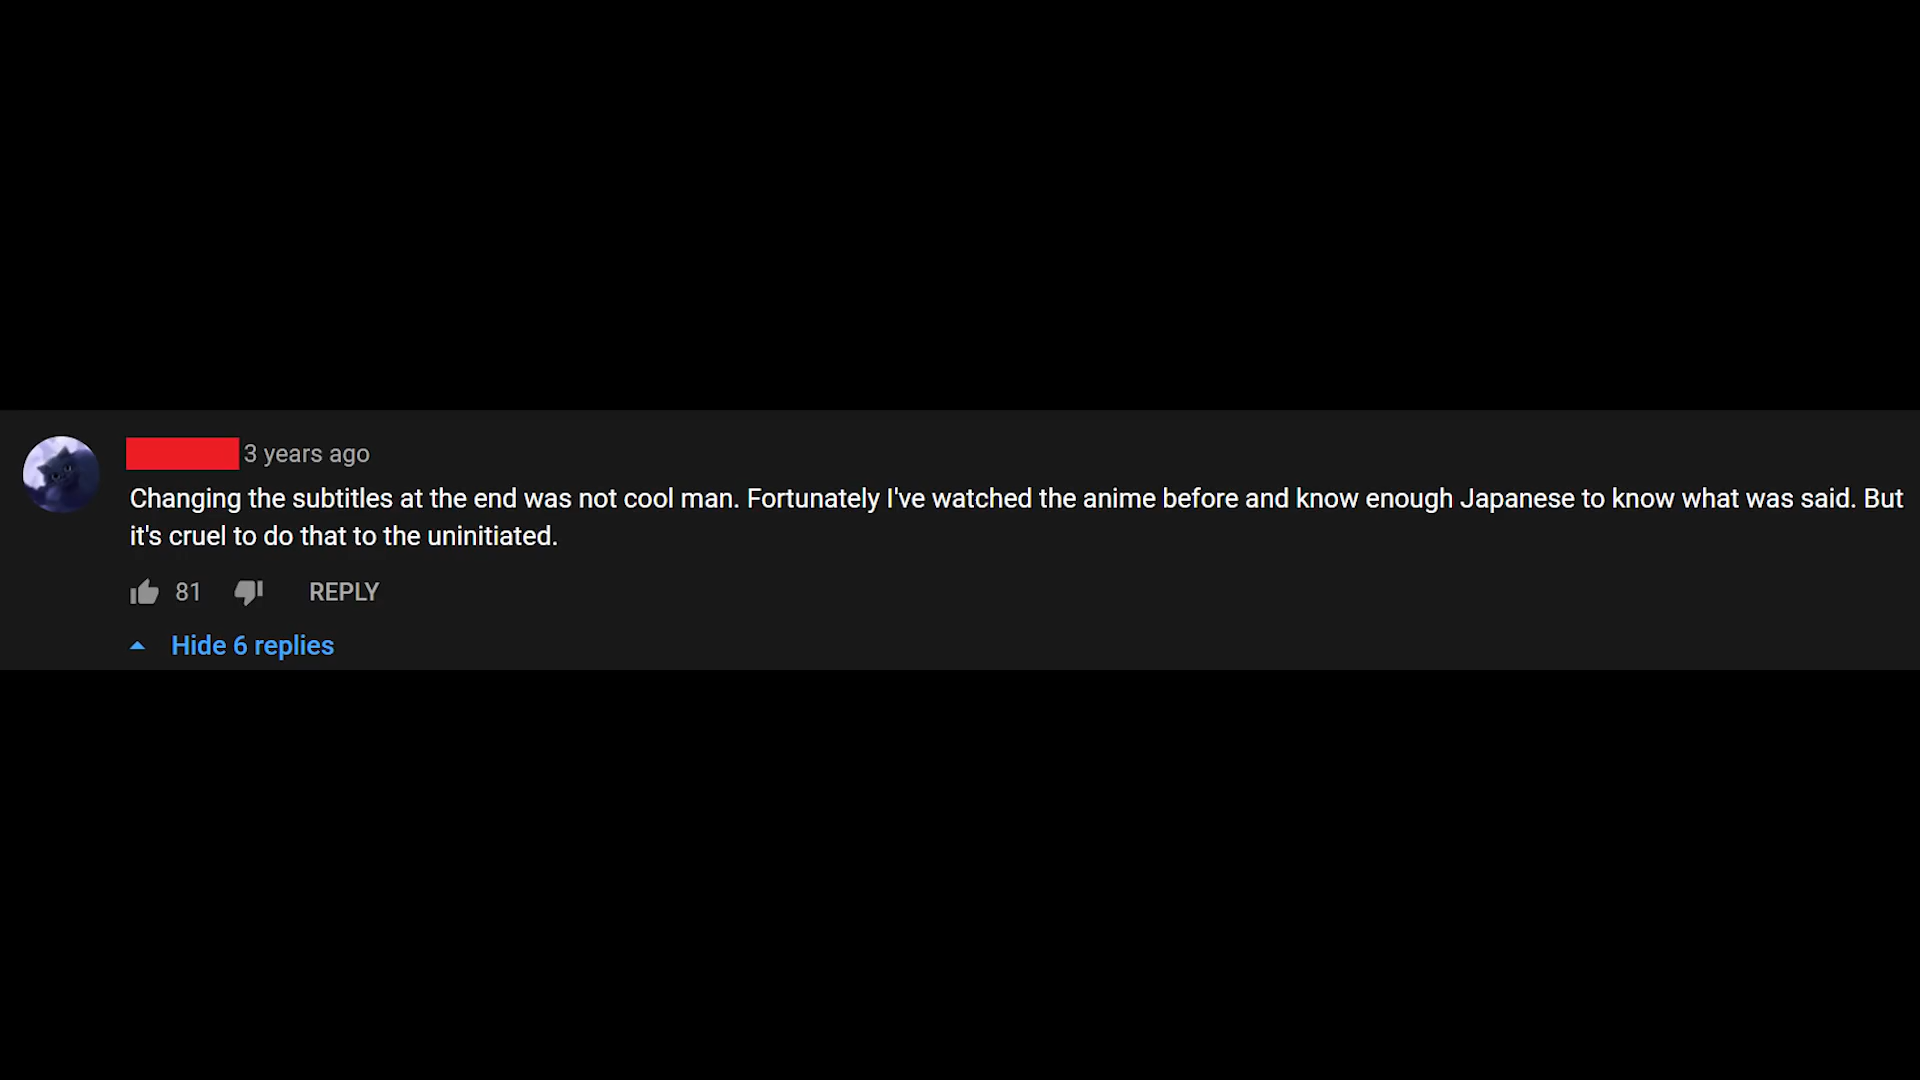 3 years ago
Changing the subtitles at the end was not cool man. Fortunately I've watched the anime before and know enough Japanese to know what was said. But
it's cruel to do that to the uninitiated.
81 REPLY
Hide 6 replies